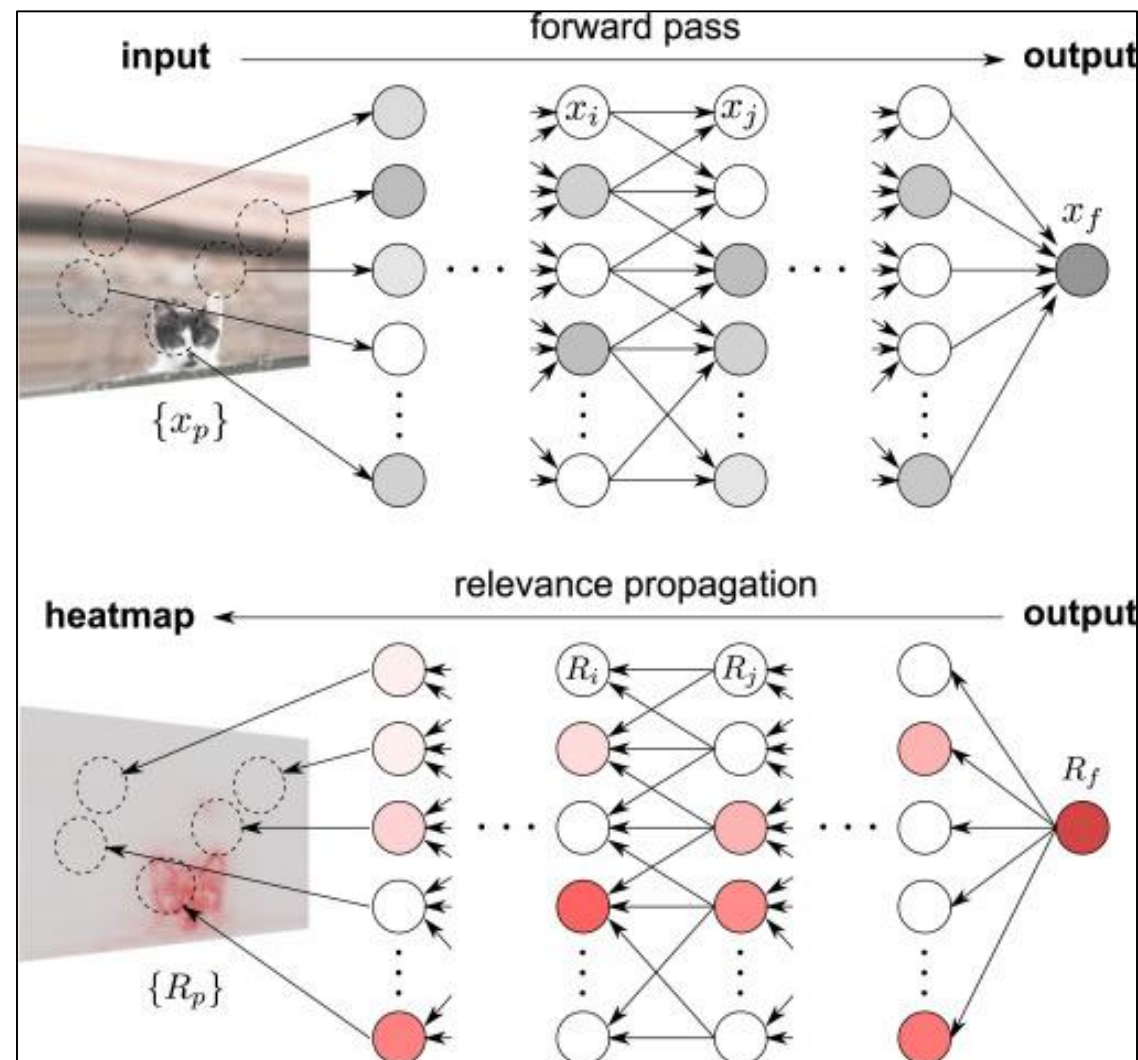 forward pass
input
output
x_i
x_j
x_f
{x_p}
relevance propagation
heatmap
output
R_i
R_j
R_f
{R_p}